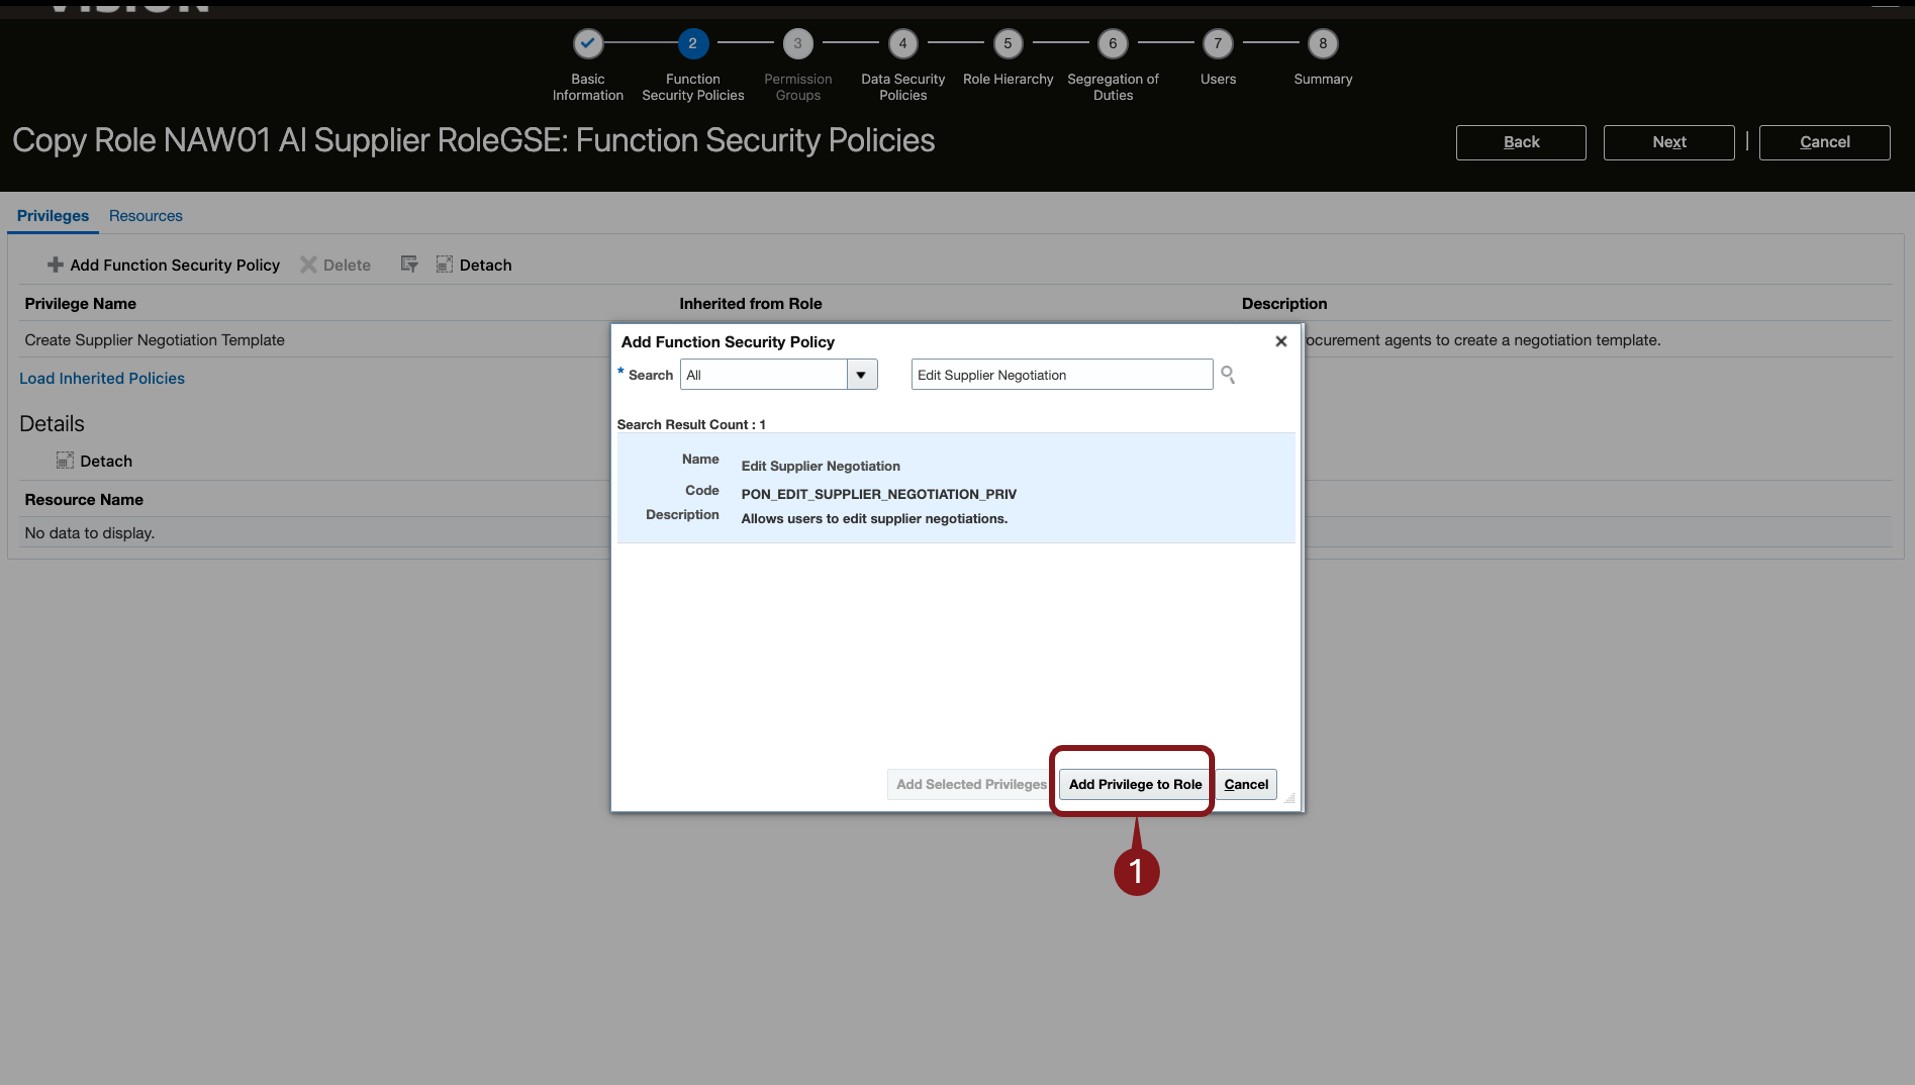 VISION
2
3
4
5
6
7
8
Basic
Information
Function
Security Policies
Permission
Groups
Data Security
Policies
Role Hierarchy
Segregation of
Duties
Users
Summary
Copy Role NAW01 AI Supplier RoleGSE: Function Security Policies
Back
Next
Cancel
Privileges
Resources
Add Function Security Policy
Delete
Detach
Privilege Name
Inherited from Role
Description
Create Supplier Negotiation Template
ocurement agents to create a negotiation template.
Load Inherited Policies
Details
Detach
Resource Name
No data to display.
Add Function Security Policy
* Search
All
Edit Supplier Negotiation
Search Result Count : 1
Name
Edit Supplier Negotiation
Code
PON_EDIT_SUPPLIER_NEGOTIATION_PRIV
Description
Allows users to edit supplier negotiations.
Add Selected Privileges
Add Privilege to Role
Cancel
1